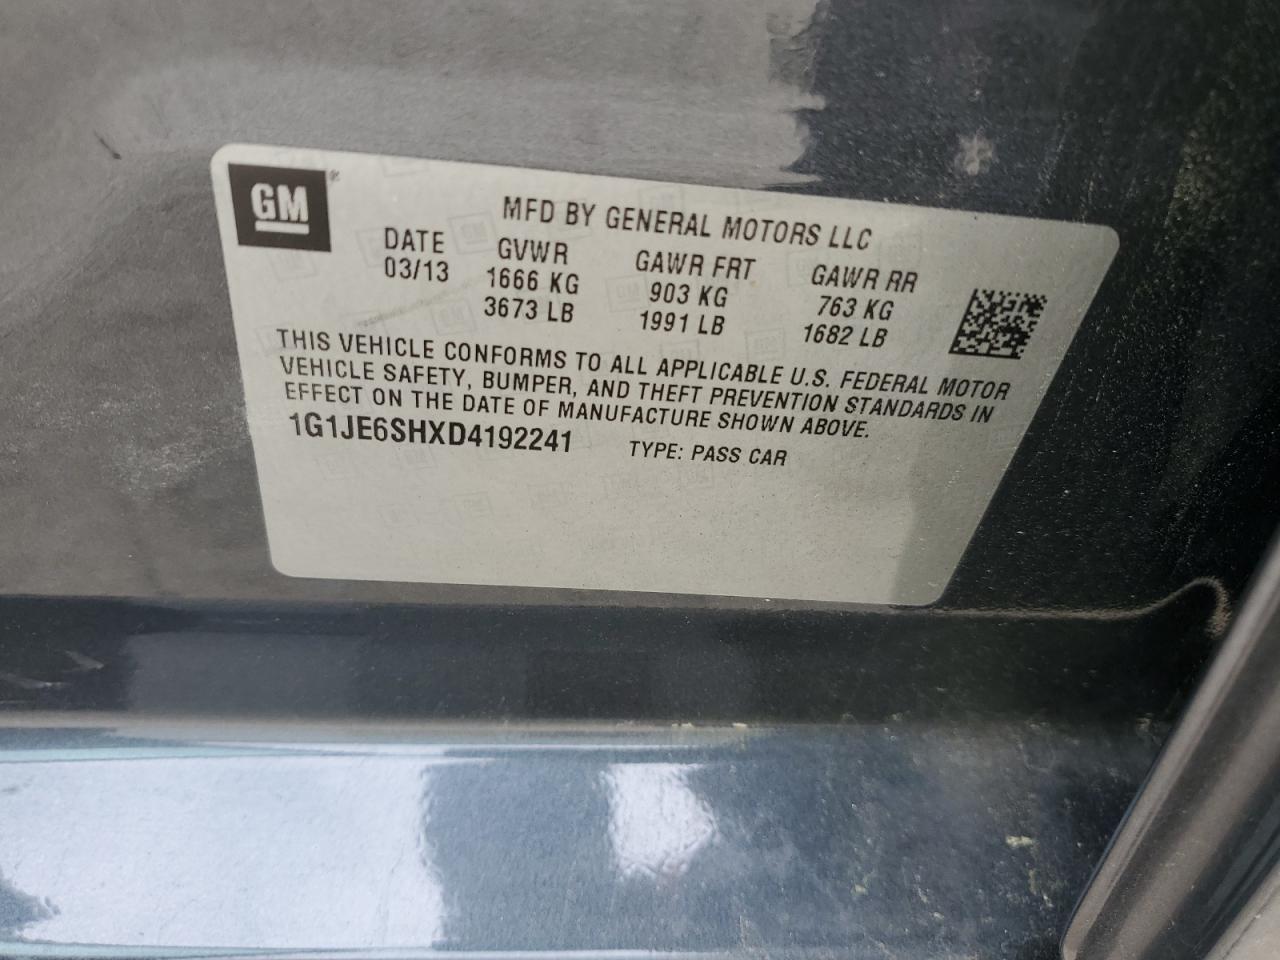 GM®
MFD BY GENERAL MOTORS LLC
DATE GVWR GAWR FRT GAWR RR
03/13 1666 KG 903 KG 763 KG
3673 LB 1991 LB 1682 LB
THIS VEHICLE CONFORMS TO ALL APPLICABLE U.S. FEDERAL MOTOR
VEHICLE SAFETY, BUMPER, AND THEFT PREVENTION STANDARDS IN
EFFECT ON THE DATE OF MANUFACTURE SHOWN ABOVE.
1G1JE6SHXD4192241 TYPE: PASS CAR